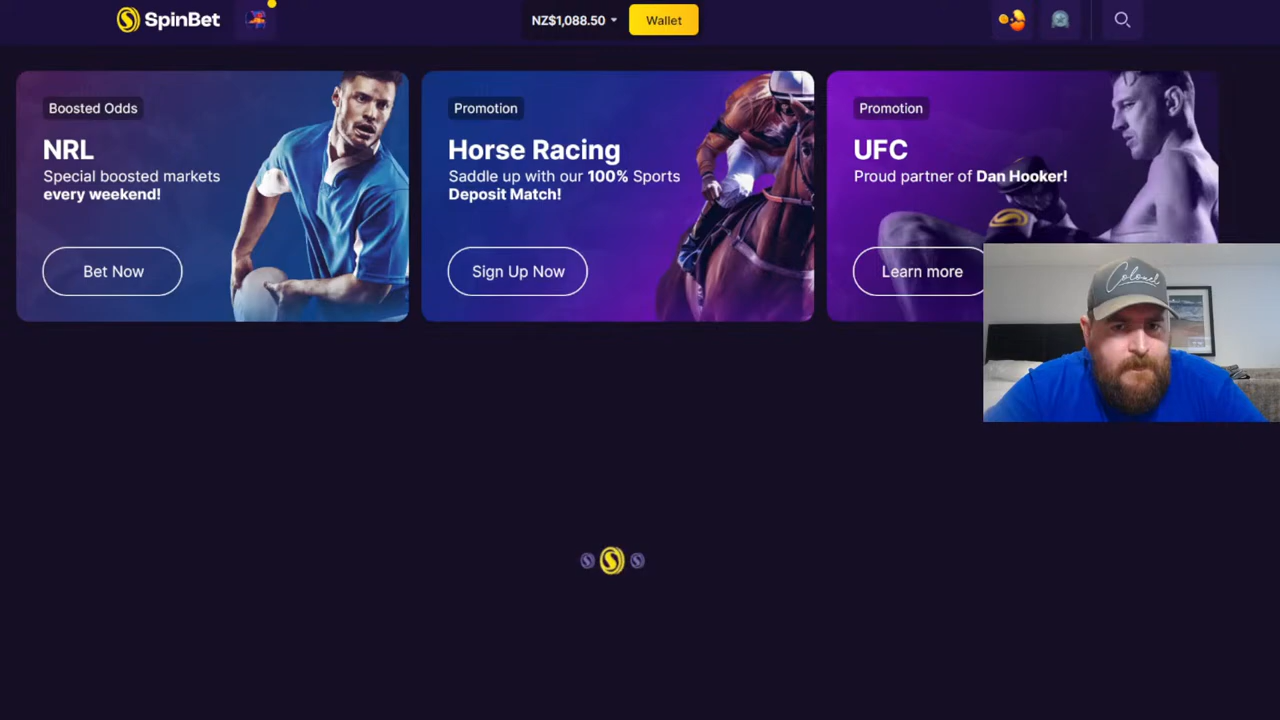 SpinBet
NZ$1,088.50
Wallet
Boosted Odds
NRL
Special boosted markets
every weekend!
Bet Now
Promotion
Horse Racing
Saddle up with our 100% Sports
Deposit Match!
Sign Up Now
Promotion
UFC
Proud partner of Dan Hooker!
Learn more
Colonel